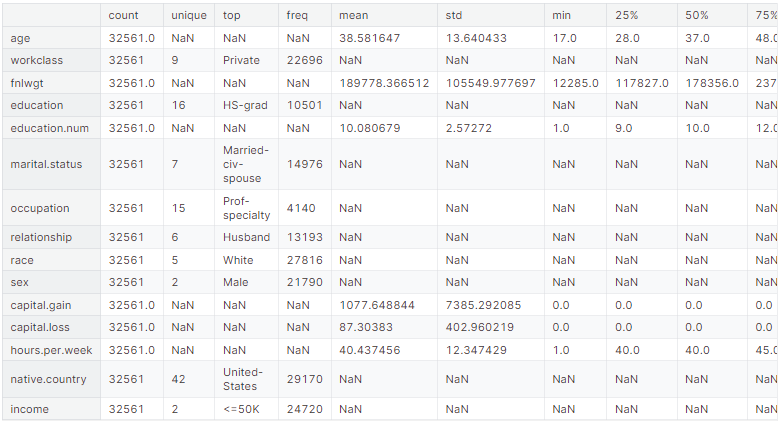 count unique top freq mean std min 25% 50% 75%
age 32561.0 NaN NaN NaN 38.581647 13.640433 17.0 28.0 37.0 48.0
workclass 32561 9 Private 22696 NaN NaN NaN NaN NaN NaN
fnlwgt 32561.0 NaN NaN NaN 189778.366512 105549.977697 12285.0 117827.0 178356.0 237
education 32561 16 HS-grad 10501 NaN NaN NaN NaN NaN NaN
education.num 32561.0 NaN NaN NaN 10.080679 2.57272 1.0 9.0 10.0 12.0
Married-
marital.status 32561 7 civ- 14976 NaN NaN NaN NaN NaN NaN
spouse
Prof-
occupation 32561 15 specialty 4140 NaN NaN NaN NaN NaN NaN
relationship 32561 6 Husband 13193 NaN NaN NaN NaN NaN NaN
race 32561 5 White 27816 NaN NaN NaN NaN NaN NaN
sex 32561 2 Male 21790 NaN NaN NaN NaN NaN NaN
capital.gain 32561.0 NaN NaN NaN 1077.648844 7385.292085 0.0 0.0 0.0 0.0
capital.loss 32561.0 NaN NaN NaN 87.30383 402.960219 0.0 0.0 0.0 0.0
hours.per.week 32561.0 NaN NaN NaN 40.437456 12.347429 1.0 40.0 40.0 45.0
United-
native.country 32561 42 States 29170 NaN NaN NaN NaN NaN NaN
income 32561 2 <=50K 24720 NaN NaN NaN NaN NaN NaN